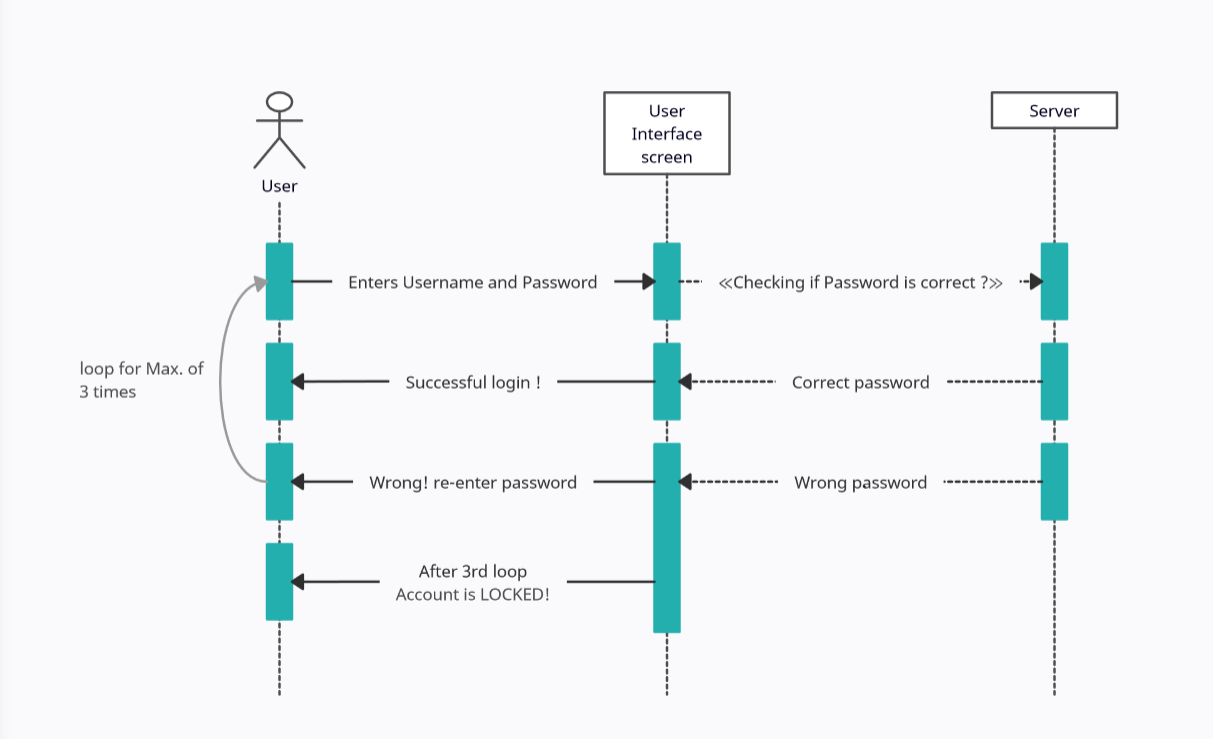 User
Interface
screen
Server
User
Enters Username and Password
≪Checking if Password is correct ?≫
loop for Max. of
3 times
Successful login !
Correct password
Wrong! re-enter password
Wrong password
After 3rd loop
Account is LOCKED!